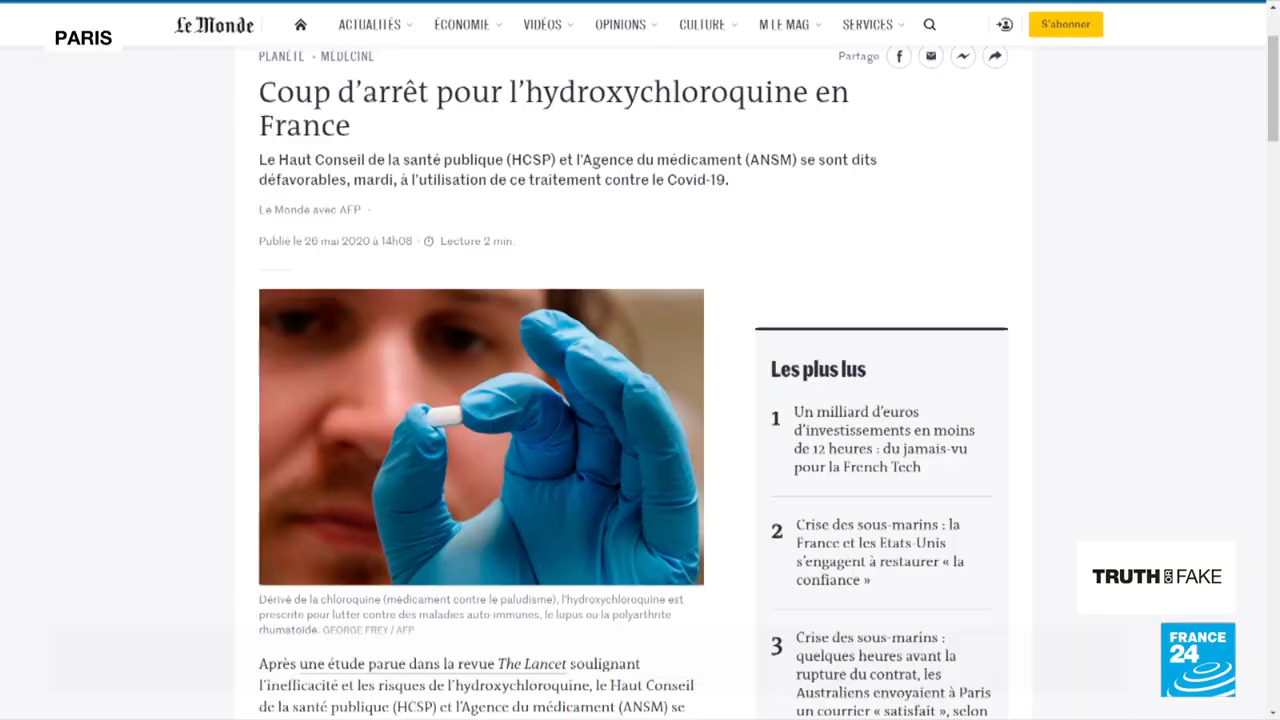 PARIS
Le Monde
ACTUALITÉS
ÉCONOMIE
VIDÉOS
OPINIONS
CULTURE
M LE MAG
SERVICES
S'abonner
PLANÈTE • MÉDECINE
Partage
Coup d'arrêt pour l'hydroxychloroquine en
France
Le Haut Conseil de la santé publique (HCSP) et l'Agence du médicament (ANSM) se sont dits
défavorables, mardi, à l'utilisation de ce traitement contre le Covid-19.
Le Monde avec AFP
Publié le 26 mai 2020 à 14h08 · Lecture 2 min.
Dérivé de la chloroquine (médicament contre le paludisme), l'hydroxychloroquine est
prescrite pour lutter contre des maladies auto-immunes, le lupus ou la polyarthrite
rhumatoïde. GEORGE FREY / AFP
Après une étude parue dans la revue The Lancet soulignant
l'inefficacité et les risques de l'hydroxychloroquine, le Haut Conseil
de la santé publique (HCSP) et l'Agence du médicament (ANSM) se
Les plus lus
1 Un milliard d'euros
d'investissements en moins
de 12 heures : du jamais-vu
pour la French Tech
2 Crise des sous-marins : la
France et les Etats-Unis
s'engagent à restaurer « la
confiance »
3 Crise des sous-marins :
quelques heures avant la
rupture du contrat, les
Australiens envoyaient à Paris
un courrier « satisfait », selon
TRUTH OR FAKE
FRANCE
24